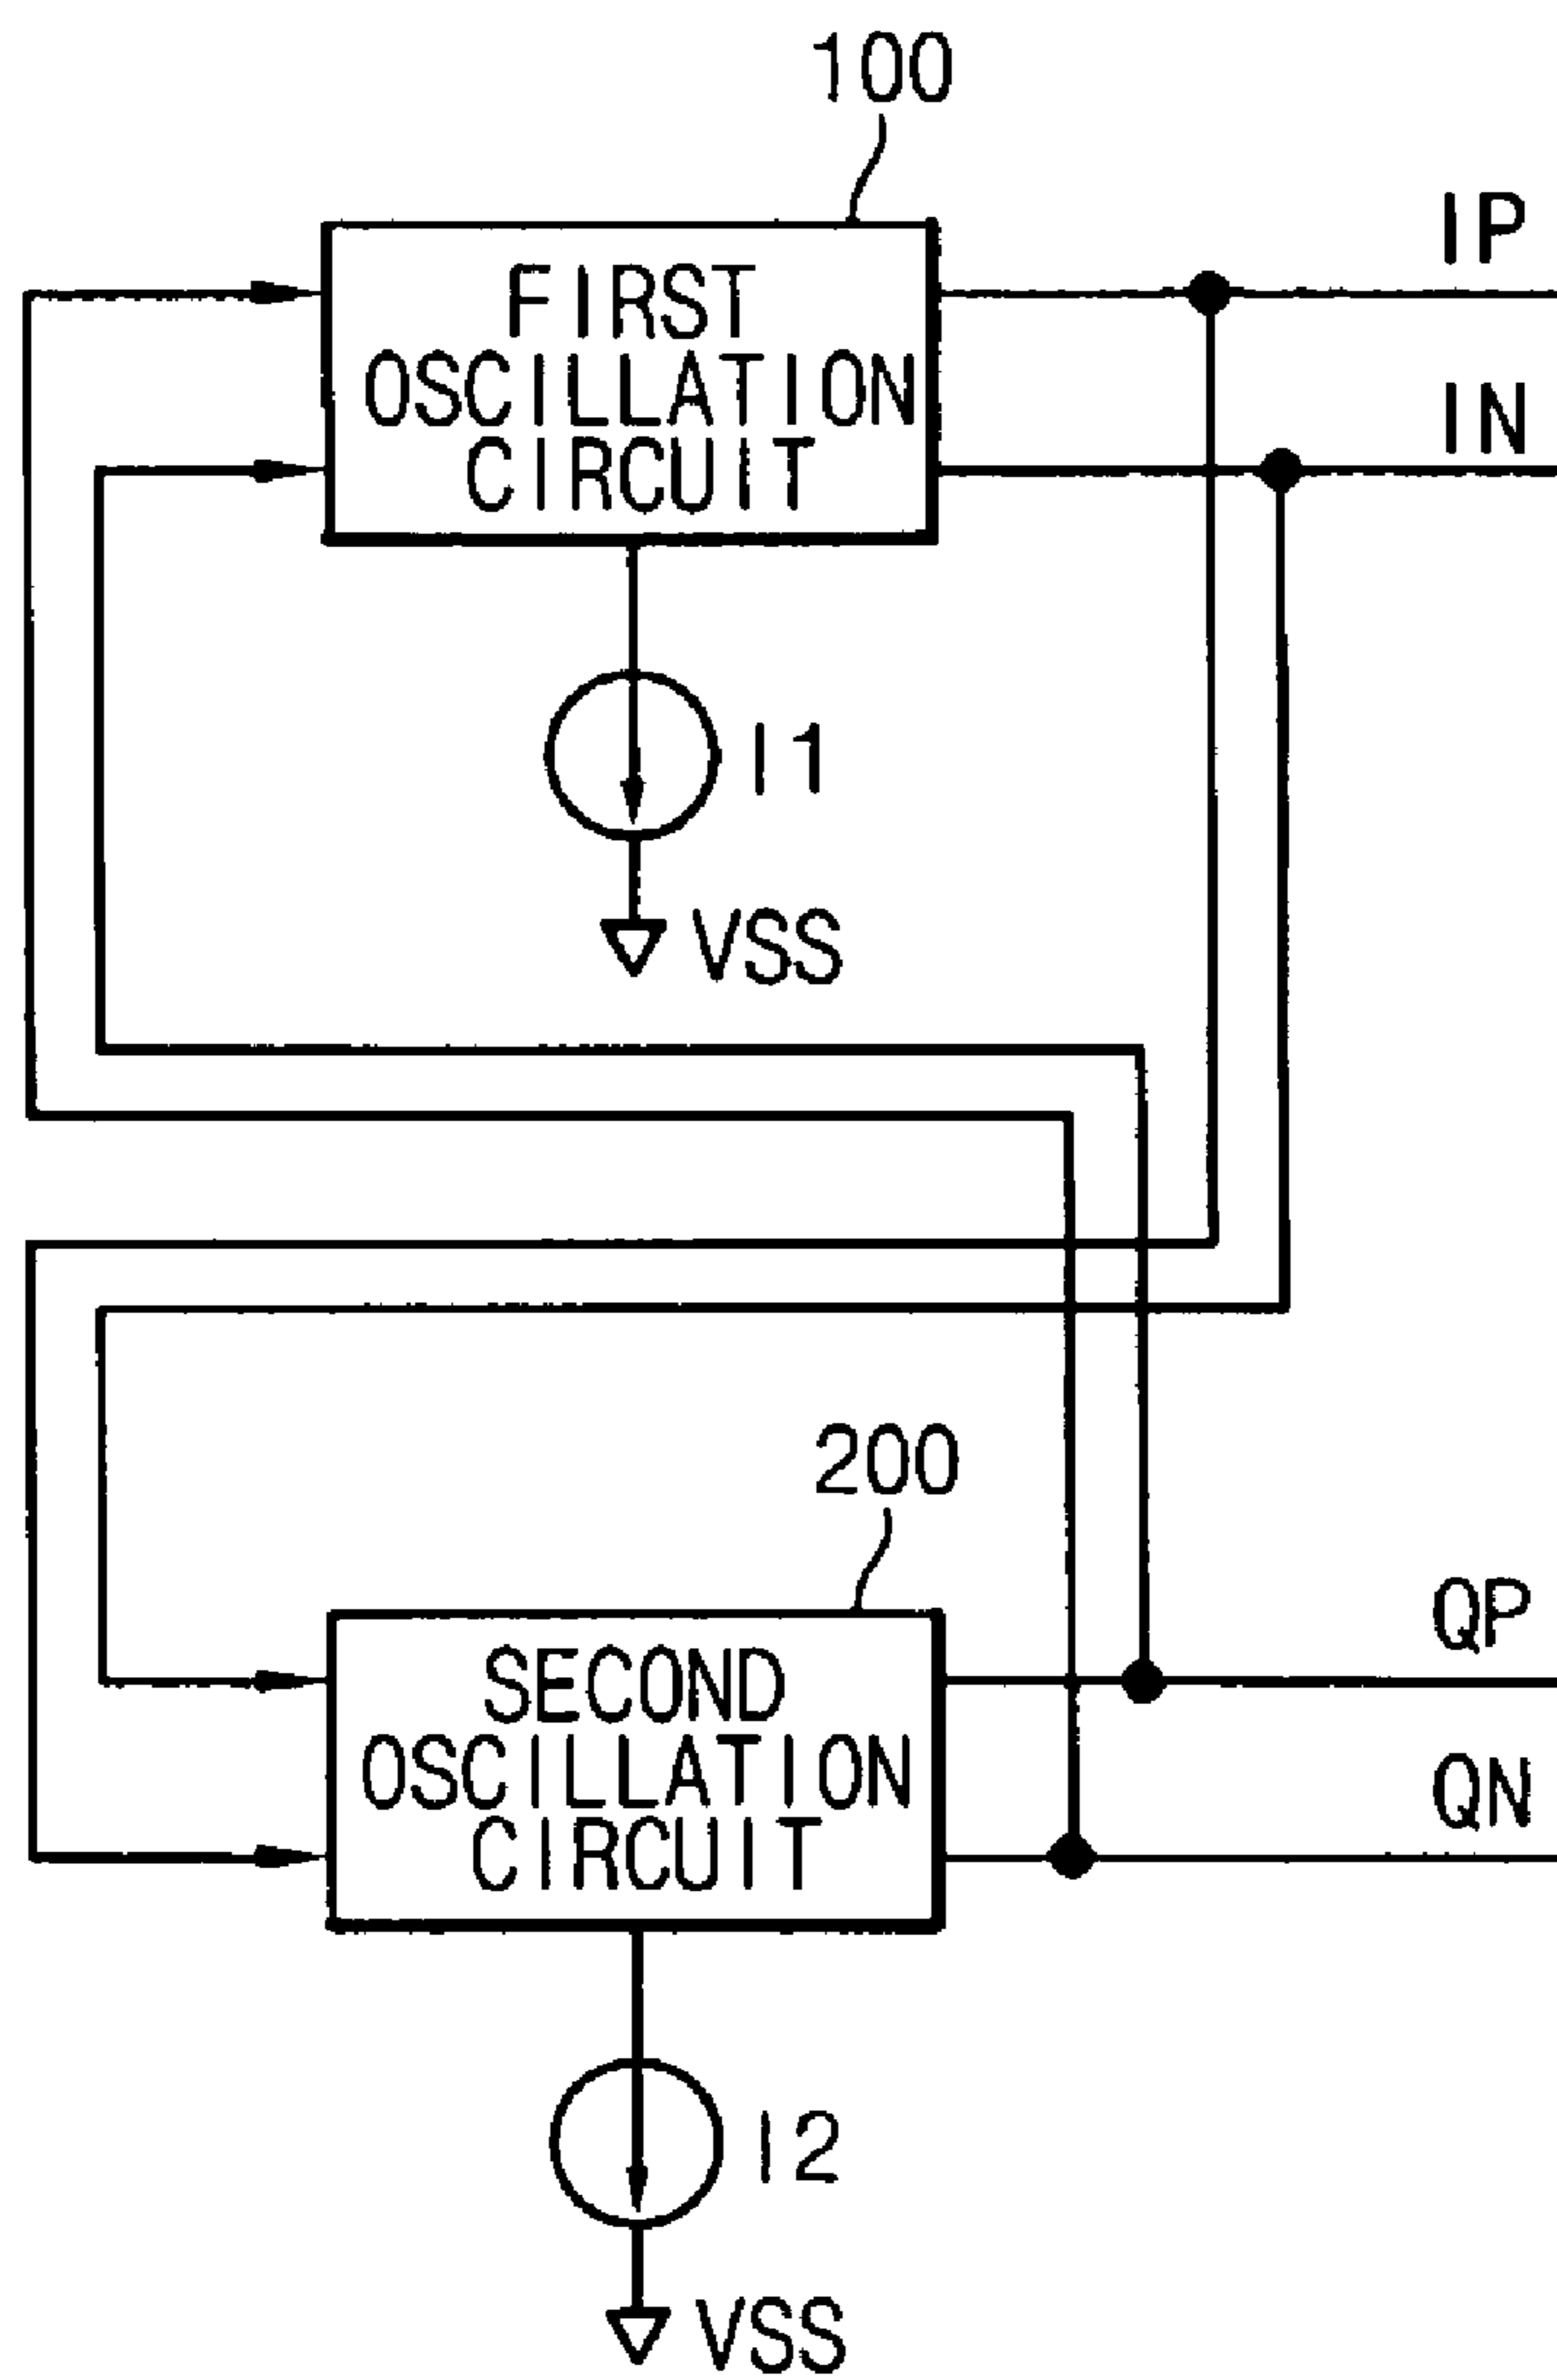 100
IP
FIRST
OSCILLATION
CIRCUIT
IN
I1
VSS
200
QP
SECOND
OSCILLATION
CIRCUIT
QN
I2
VSS